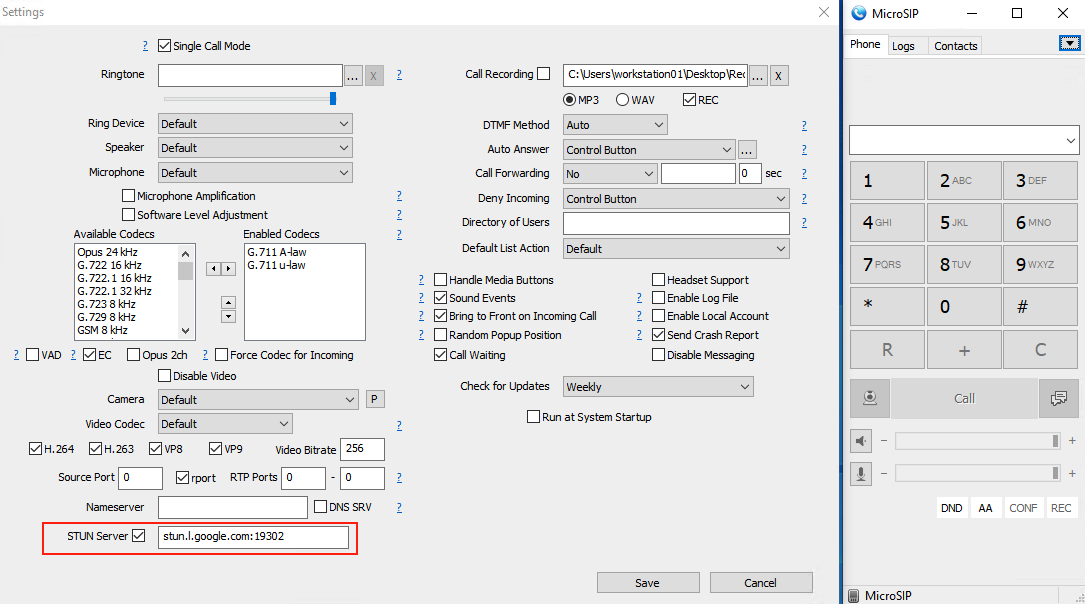 Settings
? Single Call Mode
Ringtone ... X ?
Ring Device Default
Speaker Default
Microphone Default
Microphone Amplification ?
Software Level Adjustment ?
Available Codecs Enabled Codecs ?
Opus 24 kHz
G.722 16 kHz
G.722.1 16 kHz
G.722.1 32 kHz
G.723 8 kHz
G.729 8 kHz
GSM 8 kHz
G.711 A-law
G.711 u-law
? VAD ? EC Opus 2ch ? Force Codec for Incoming
Disable Video
Camera Default P
Video Codec Default ?
H.264 H.263 VP8 VP9 Video Bitrate 256
Source Port 0 rport RTP Ports 0 - 0 ?
Nameserver DNS SRV ?
STUN Server stun.l.google.com:19302
Call Recording C:\Users\workstation01\Desktop\Rec ... X
MP3 WAV REC
DTMF Method Auto ?
Auto Answer Control Button ... ?
Call Forwarding No 0 sec ?
Deny Incoming Control Button ?
Directory of Users ?
Default List Action Default
? Handle Media Buttons Headset Support
? Sound Events ? Enable Log File
? Bring to Front on Incoming Call ? Enable Local Account
? Random Popup Position ? Send Crash Report
Call Waiting Disable Messaging
Check for Updates Weekly
Run at System Startup
Save Cancel
MicroSIP
Phone Logs Contacts
1 2 ABC 3 DEF
4 GHI 5 JKL 6 MNO
7 PQRS 8 TUV 9 WXYZ
* 0 #
R + C
Call
- +
- +
DND AA CONF REC
MicroSIP